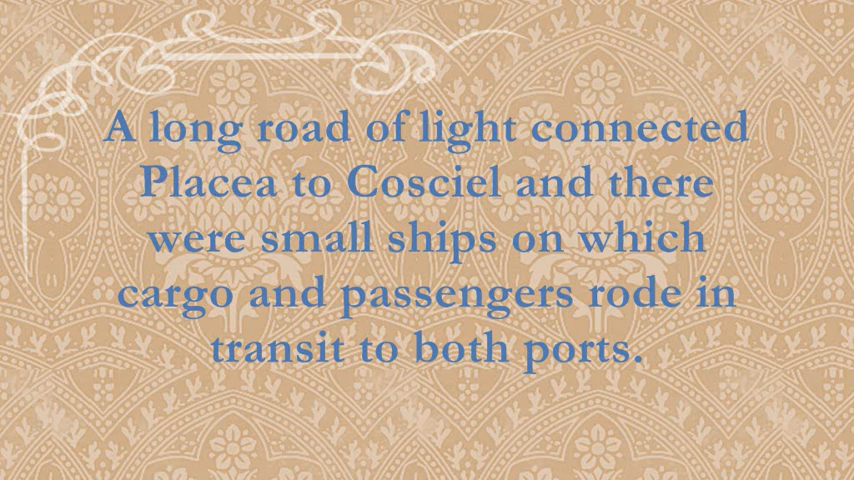 A long road of light connected
Placea to Cosciel and there
were small ships on which
cargo and passengers rode in
transit to both ports.